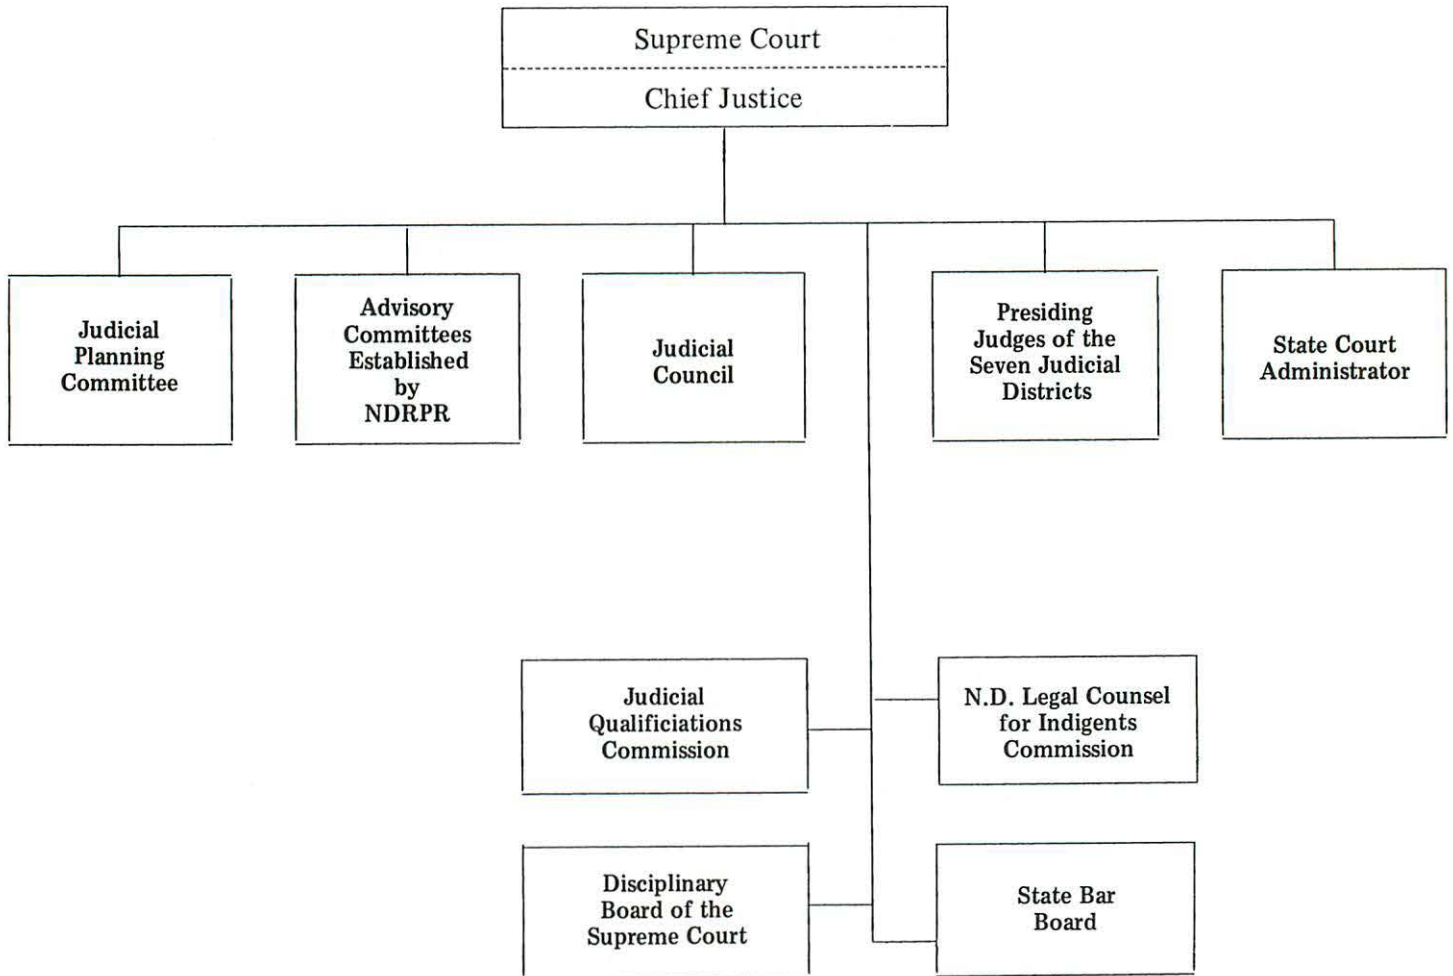 Supreme Court
Chief Justice
Judicial
Planning
Committee
Advisory
Committees
Established
by
NDRPR
Judicial
Council
Presiding
Judges of the
Seven Judicial
Districts
State Court
Administrator
Judicial
Qualificiations
Commission
N.D. Legal Counsel
for Indigents
Commission
Disciplinary
Board of the
Supreme Court
State Bar
Board